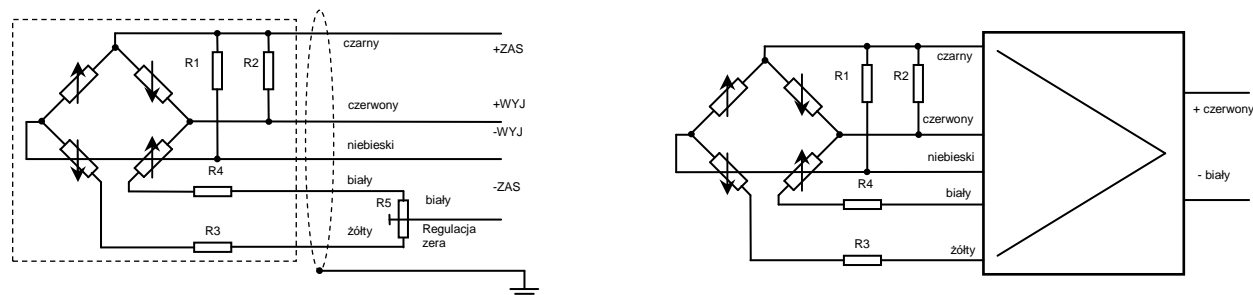 czarny
+ZAS
R1
R2
czerwony
+WYJ
-WYJ
niebieski
R4
biały
-ZAS
R5
biały
Regulacja
zera
R3
żółty
czarny
R1
R2
czerwony
niebieski
R4
biały
R3
żółty
+ czerwony
- biały